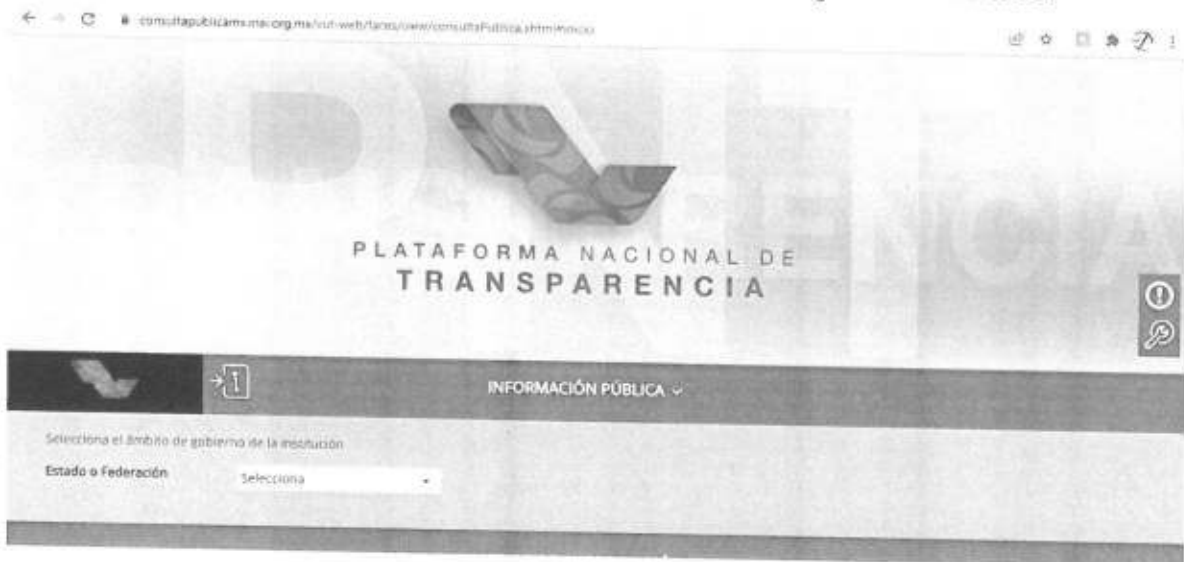 PLATAFORMA NACIONAL DE
TRANSPARENCIA
INFORMACIÓN PÚBLICA
Selecciona el ámbito de gobierno de la institución
Estado o Federación
Selecciona